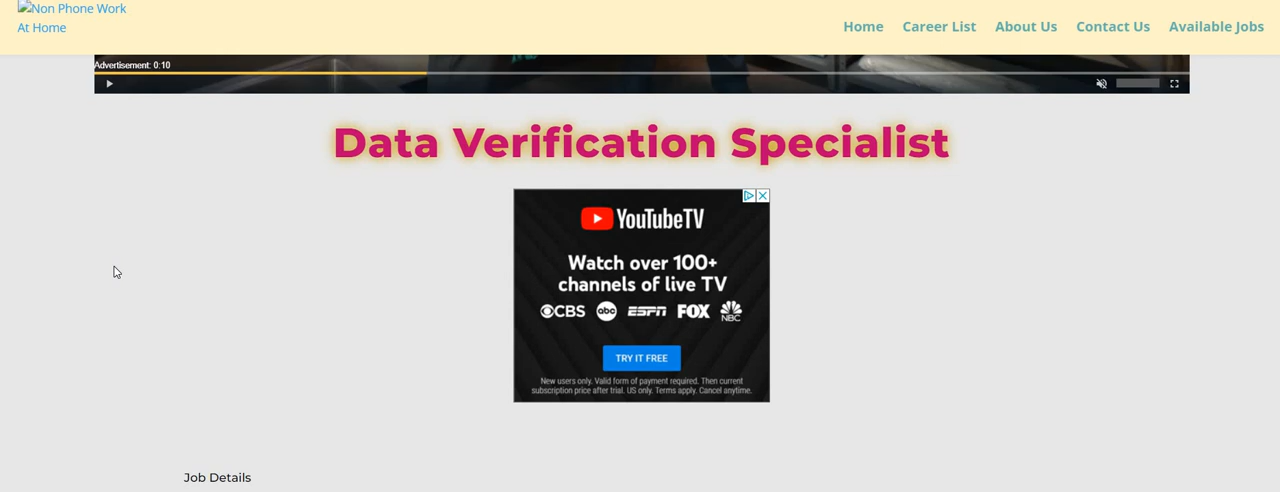 Non Phone Work
At Home
Home Career List About Us Contact Us Available Jobs
Advertisement: 0:10
Data Verification Specialist
YouTubeTV
Watch over 100+
channels of live TV
CBS abc ESPN FOX NBC
TRY IT FREE
New users only. Valid form of payment required. Then current
subscription price after trial. US only. Terms apply. Cancel anytime.
Job Details